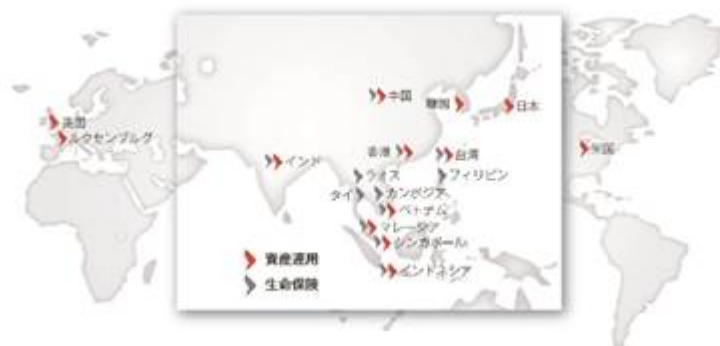 中国
韓国
日本
英国
ルクセンブルグ
香港
台湾
米国
インド
ラオス
フィリピン
タイ
カンボジア
ベトナム
マレーシア
シンガポール
インドネシア
資産運用
生命保険